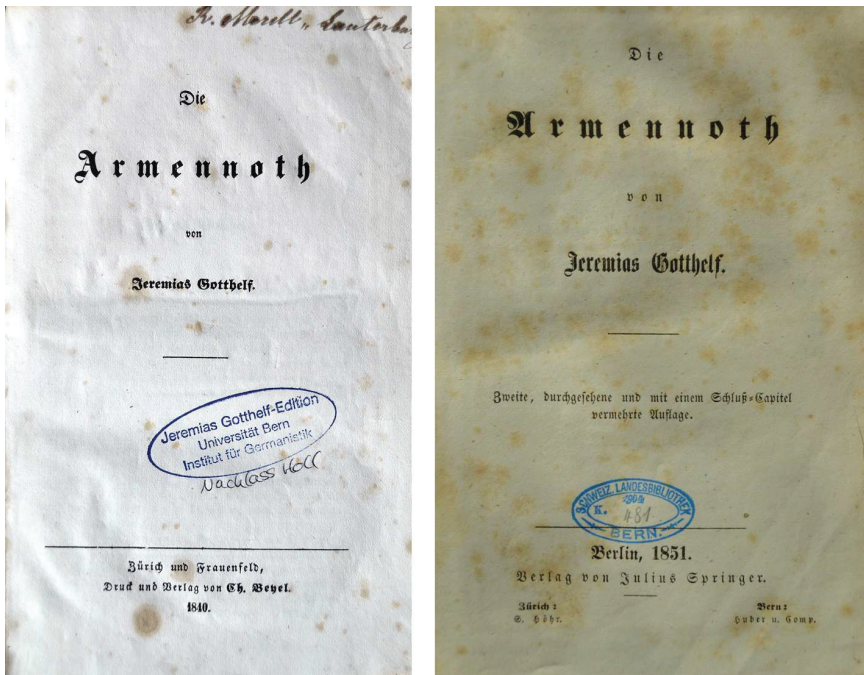 R. Morell, Lauterba
Die
Armennoth
von
Jeremias Gotthelf.
Jeremias Gotthelf-Edition
Universität Bern
Institut für Germanistik
Nachlass Holl
Zürich und Frauenfeld,
Druck und Verlag von Ch. Beyel.
1840.
Die
Armennoth
von
Jeremias Gotthelf.
Zweite, durchgesehene und mit einem Schluß-Capitel
vermehrte Auflage.
SCHWEIZ. LANDESBIBLIOTHEK
K. 481
BERN.
Berlin, 1851.
Verlag von Julius Springer.
Zürich:
S. Höhr.
Bern:
Huber u. Comp.